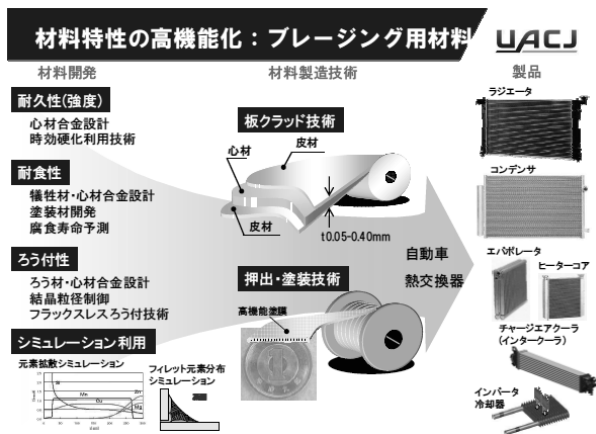 材料特性の高機能化：ブレージング用材料
UACJ
材料開発
材料製造技術
製品
耐久性(強度)
心材合金設計
時効硬化利用技術
耐食性
犠牲材・心材合金設計
塗装材開発
腐食寿命予測
ろう付性
ろう材・心材合金設計
結晶粒径制御
フラックスレスろう付技術
シミュレーション利用
元素拡散シミュレーション
Si
Mn
Cu
Zn
Mg
フィレット元素分布
シミュレーション
板クラッド技術
心材
皮材
皮材
t0.05-0.40mm
押出・塗装技術
高機能塗膜
自動車
熱交換器
ラジエータ
コンデンサ
エバポレータ
ヒーターコア
チャージエアクーラ
(インタークーラ)
インバータ
冷却器